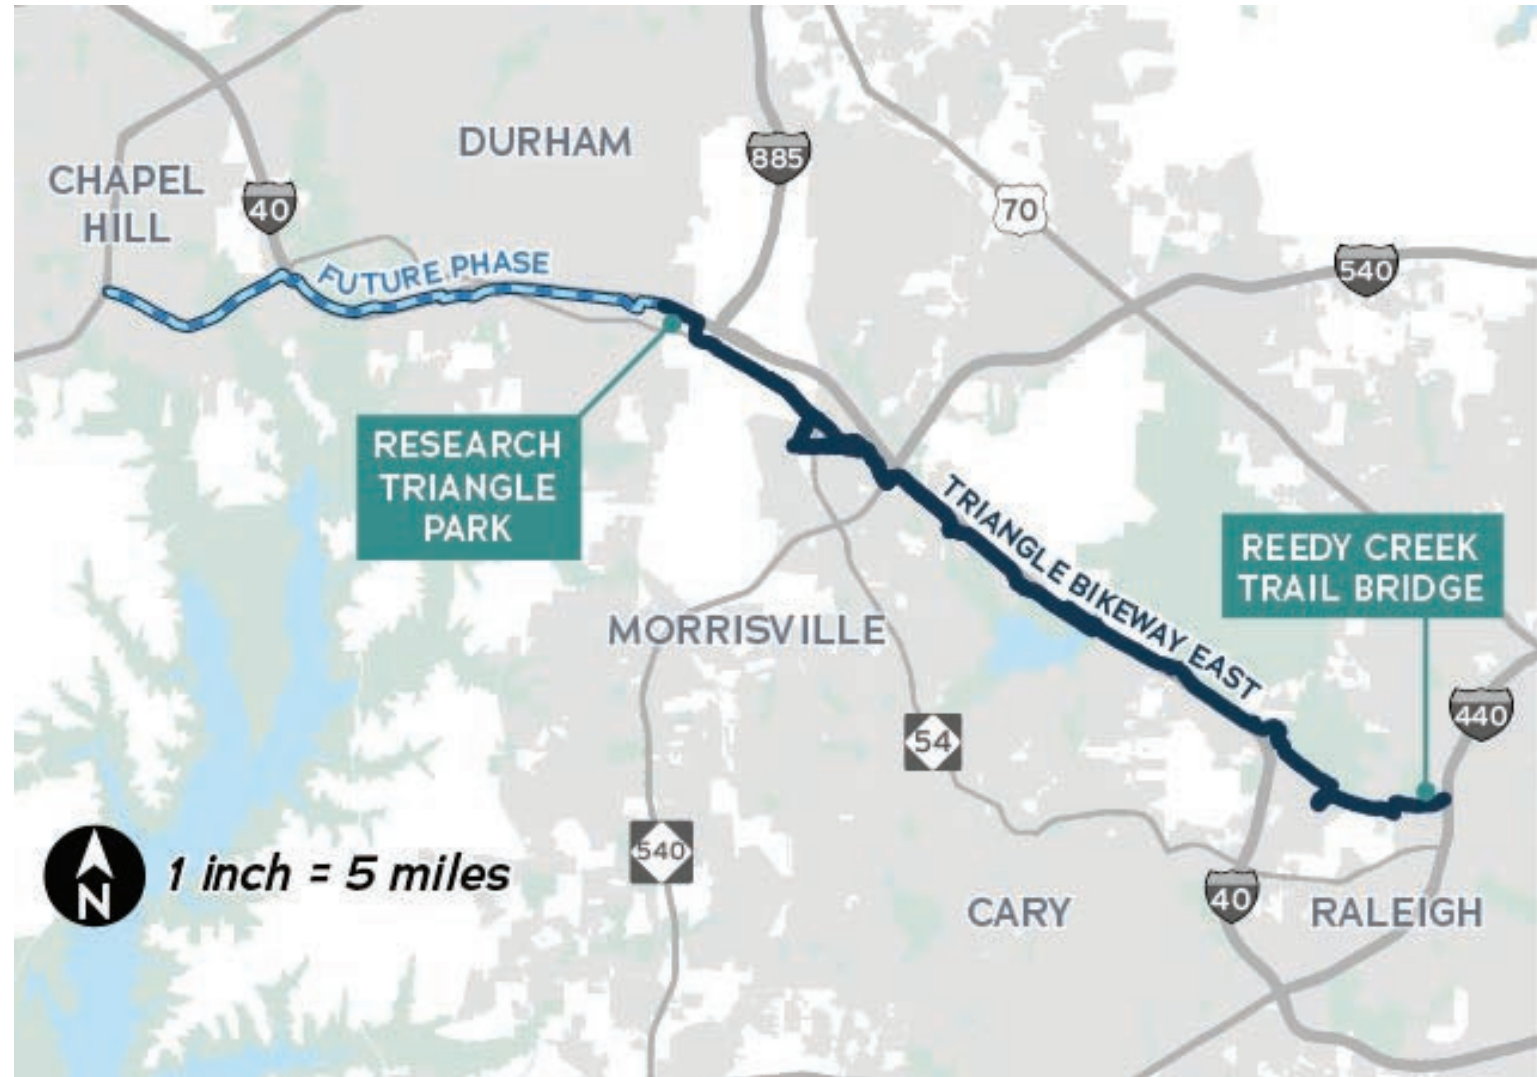 DURHAM
CHAPEL
HILL
885
40
70
540
FUTURE PHASE
RESEARCH
TRIANGLE
PARK
TRIANGLE BIKEWAY EAST
REEDY CREEK
TRAIL BRIDGE
MORRISVILLE
440
54
540
N
1 inch = 5 miles
40
CARY
RALEIGH